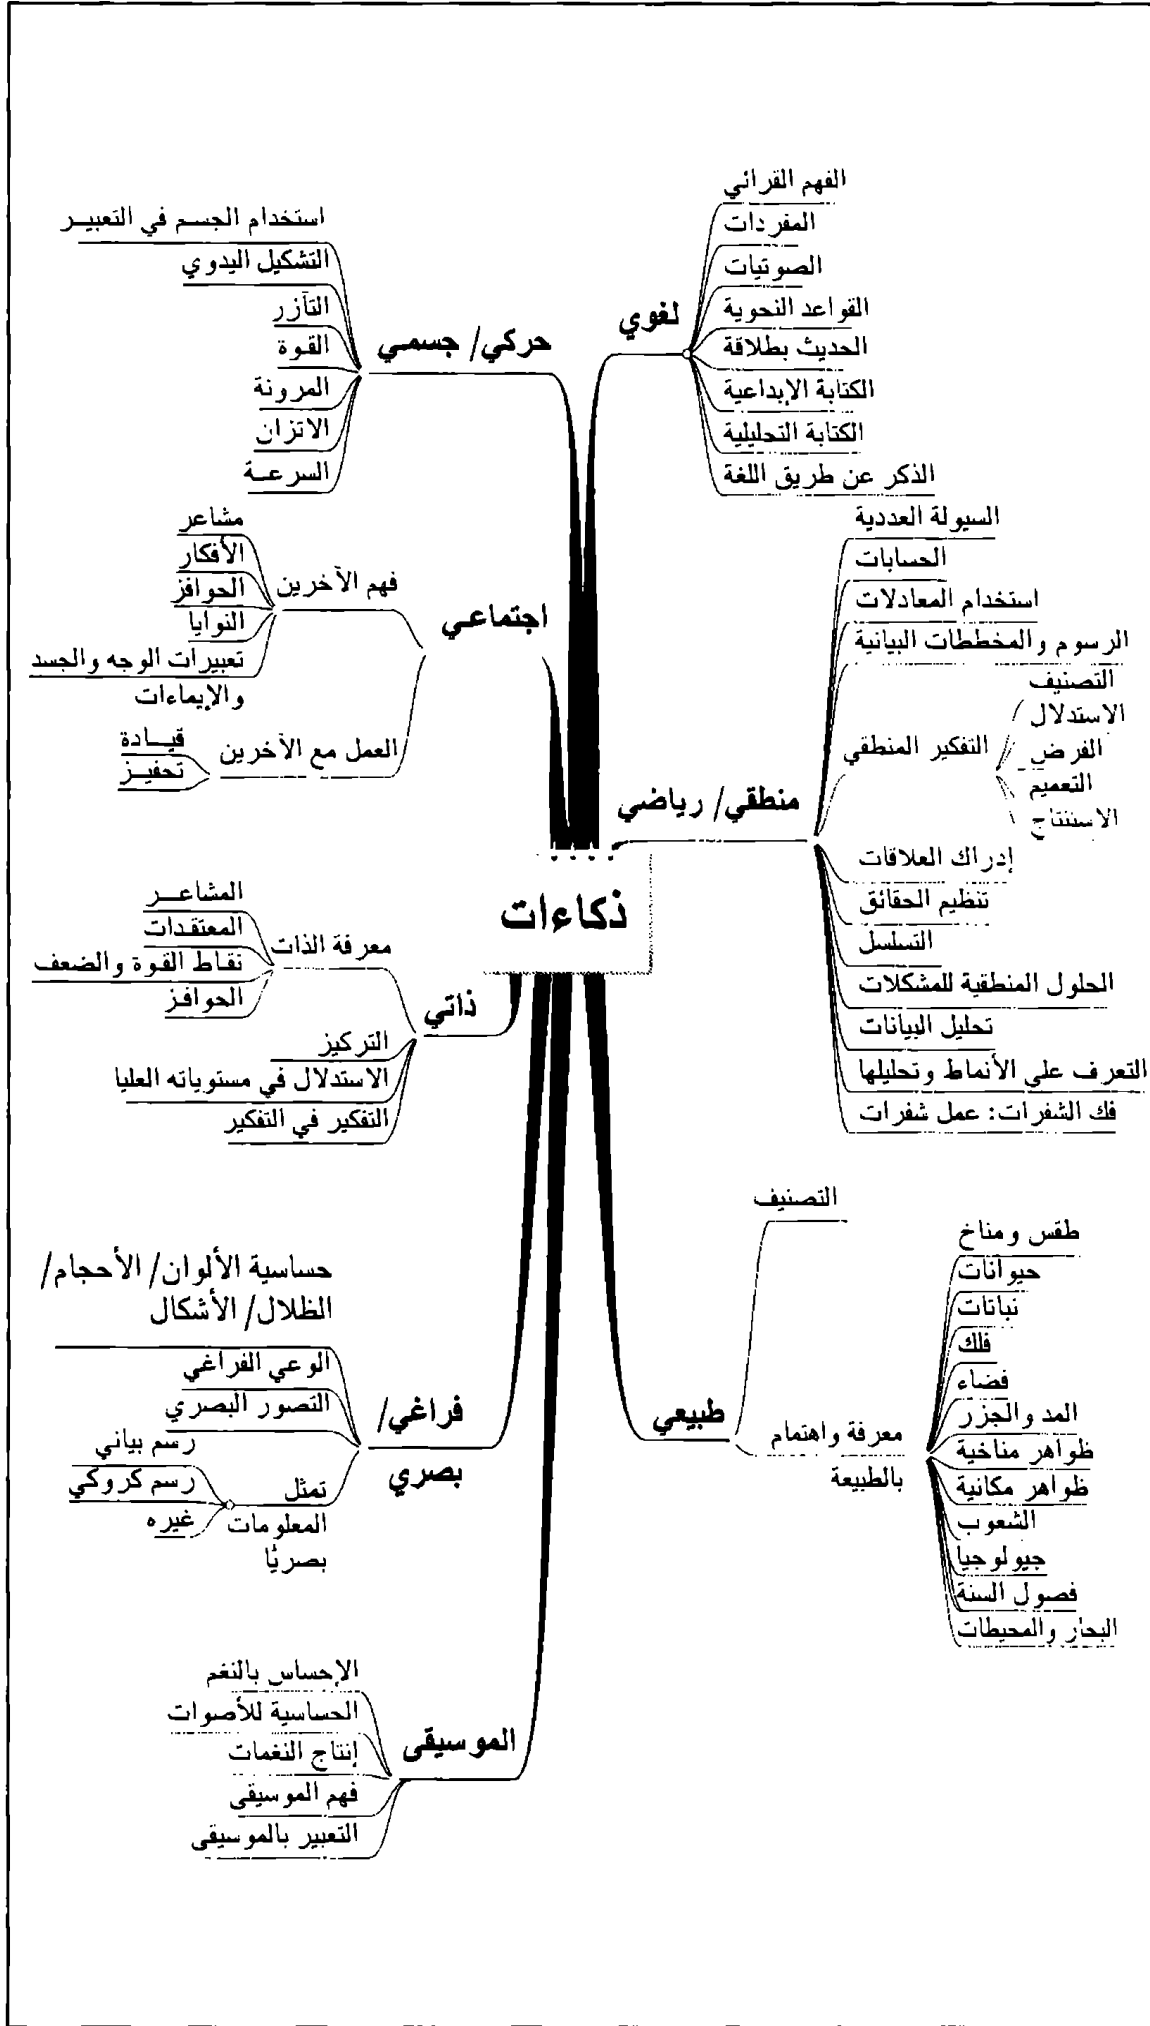 ذكاءات
لغوي
الفهم القرائي
المفردات
الصوتيات
القواعد النحوية
الحديث بطلاقة
الكتابة الإبداعية
الكتابة التحليلية
الذكر عن طريق اللغة
منطقي/ رياضي
السيولة العددية
الحسابات
استخدام المعادلات
الرسوم والمخططات البيانية
التفكير المنطقي
التصنيف
الاستدلال
الفرض
التعميم
الاستنتاج
إدراك العلاقات
تنظيم الحقائق
التسلسل
الحلول المنطقية للمشكلات
تحليل البيانات
التعرف على الأنماط وتحليلها
فك الشفرات: عمل شفرات
طبيعي
التصنيف
معرفة واهتمام
بالطبيعة
طقس ومناخ
حيوانات
نباتات
فلك
فضاء
المد والجزر
ظواهر مناخية
ظواهر مكانية
الشعوب
جيولوجيا
فصول السنة
البحار والمحيطات
حركي/ جسمي
استخدام الجسم في التعبير
التشكيل اليدوي
التآزر
القوة
المرونة
الاتزان
السرعة
اجتماعي
فهم الآخرين
مشاعر
الأفكار
الحوافز
النوايا
تعبيرات الوجه والجسد
والإيماءات
العمل مع الآخرين
قيادة
تحفيز
ذاتي
معرفة الذات
المشاعر
المعتقدات
نقاط القوة والضعف
الحوافز
التركيز
الاستدلال في مستوياته العليا
التفكير في التفكير
فراغي/
بصري
حساسية الألوان/ الأحجام/
الظلال/ الأشكال
الوعي الفراغي
التصور البصري
تمثل
المعلومات
بصريًا
رسم بياني
رسم كروكي
غيره
الموسيقى
الإحساس بالنغم
الحساسية للأصوات
إنتاج النغمات
فهم الموسيقى
التعبير بالموسيقى